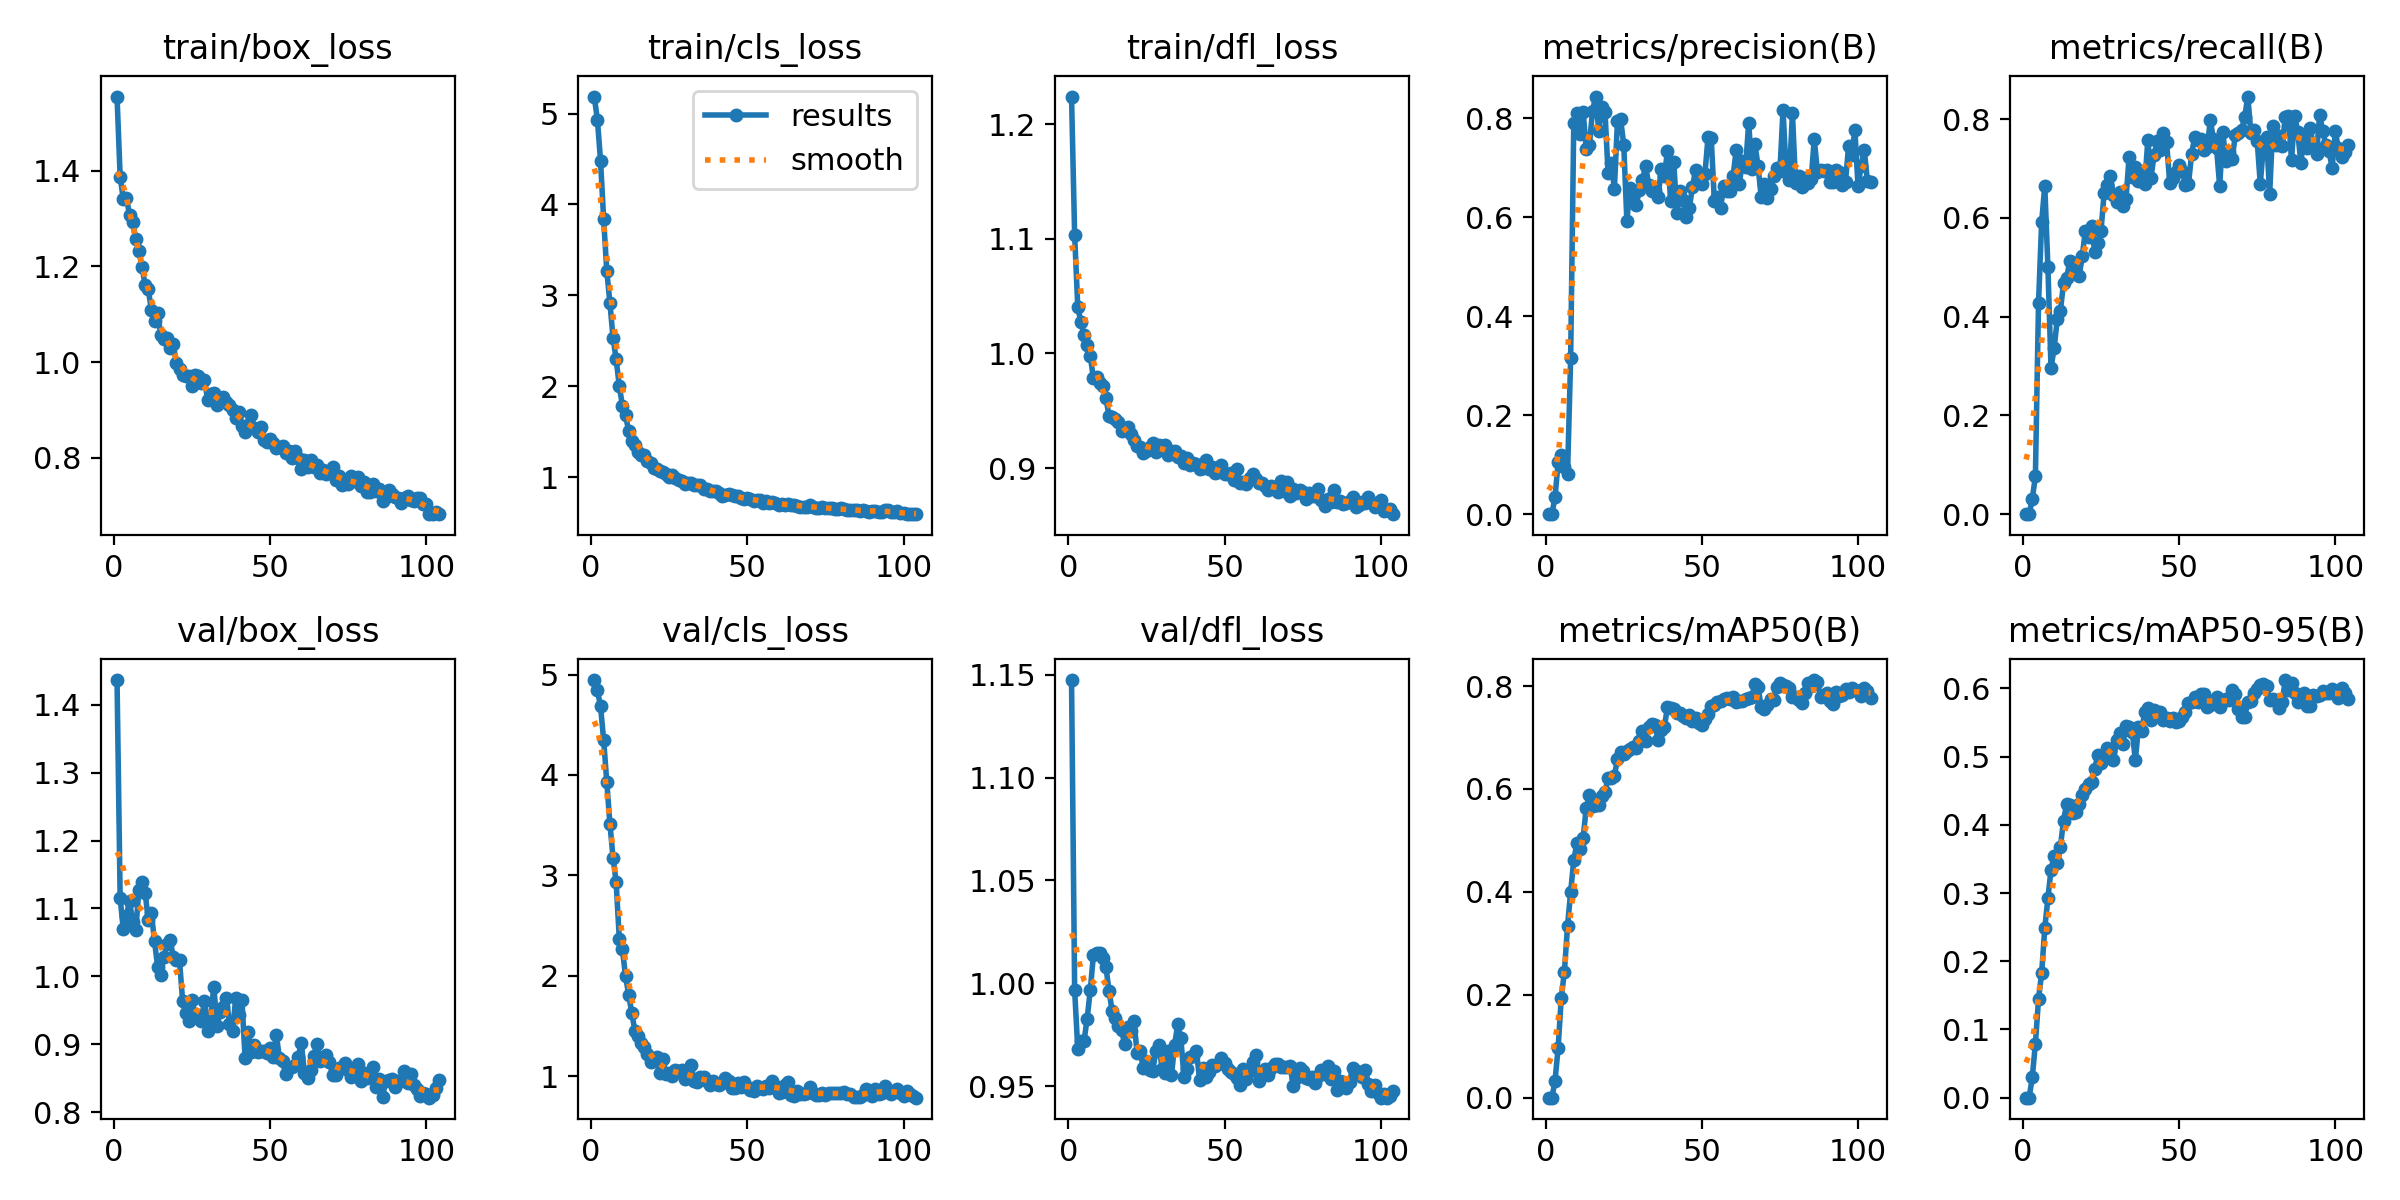 train/box_loss
1.4
1.2
1.0
0.8
0 50 100
train/cls_loss
results
smooth
5
4
3
2
1
0 50 100
train/dfl_loss
1.2
1.1
1.0
0.9
0 50 100
metrics/precision(B)
0.8
0.6
0.4
0.2
0.0
0 50 100
metrics/recall(B)
0.8
0.6
0.4
0.2
0.0
0 50 100
val/box_loss
1.4
1.3
1.2
1.1
1.0
0.9
0.8
0 50 100
val/cls_loss
5
4
3
2
1
0 50 100
val/dfl_loss
1.15
1.10
1.05
1.00
0.95
0 50 100
metrics/mAP50(B)
0.8
0.6
0.4
0.2
0.0
0 50 100
metrics/mAP50-95(B)
0.6
0.5
0.4
0.3
0.2
0.1
0.0
0 50 100